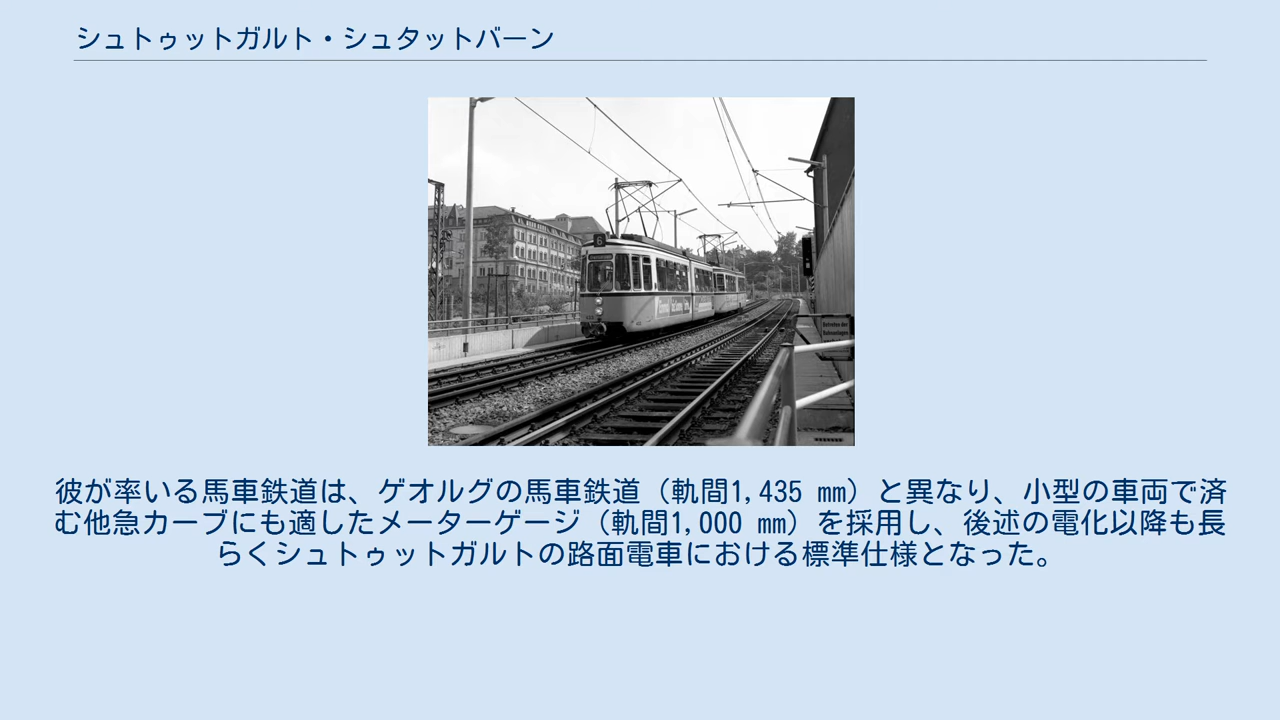 シュトゥットガルト・シュタットバーン
6
Betreten der
彼が率いる馬車鉄道は、ゲオルグの馬車鉄道（軌間1,435 mm）と異なり、小型の車両で済
む他急カーブにも適したメーターゲージ（軌間1,000 mm）を採用し、後述の電化以降も長
らくシュトゥットガルトの路面電車における標準仕様となった。